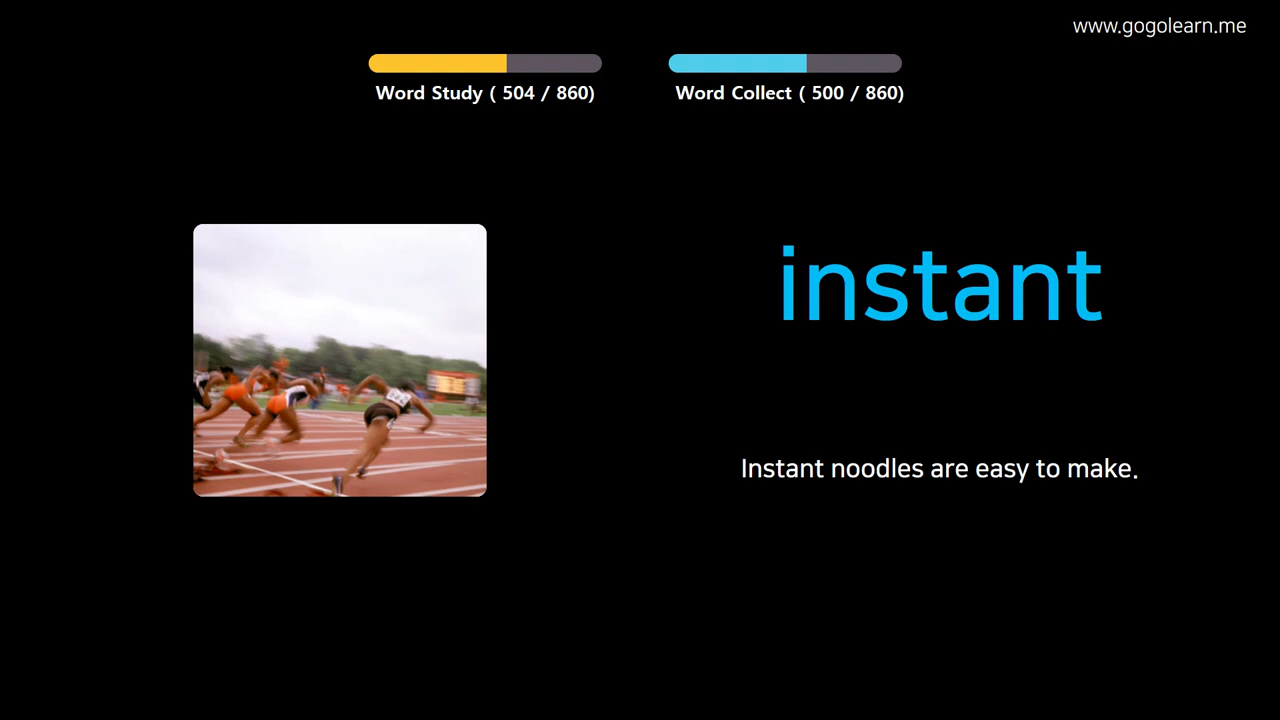 www.gogolearn.me
Word Study ( 504 / 860)
Word Collect ( 500 / 860)
instant
Instant noodles are easy to make.